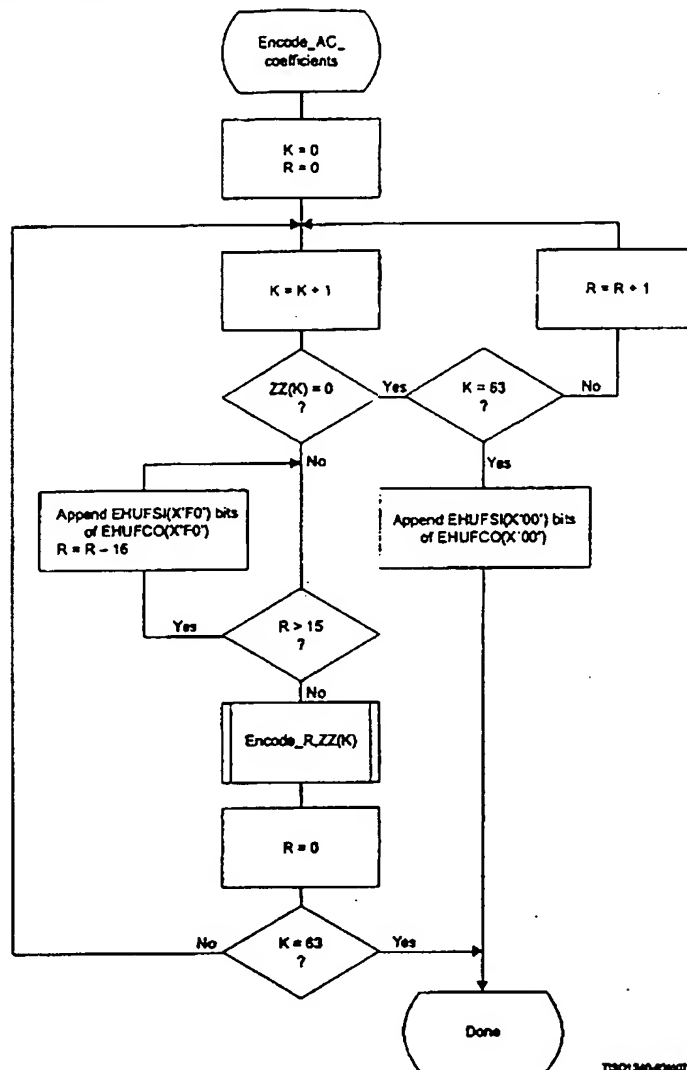 Encode_AC_
coefficients
K = 0
R = 0
K = K + 1
R = R + 1
ZZ(K) = 0
?
Yes
K = 63
?
No
No
Yes
Append EHUFSI(X'F0') bits
of EHUFCO(X'F0')
R = R – 16
Append EHUFSI(X'00') bits
of EHUFCO(X'00')
Yes
R > 15
?
No
Encode_R,ZZ(K)
R = 0
No
K = 63
?
Yes
Done